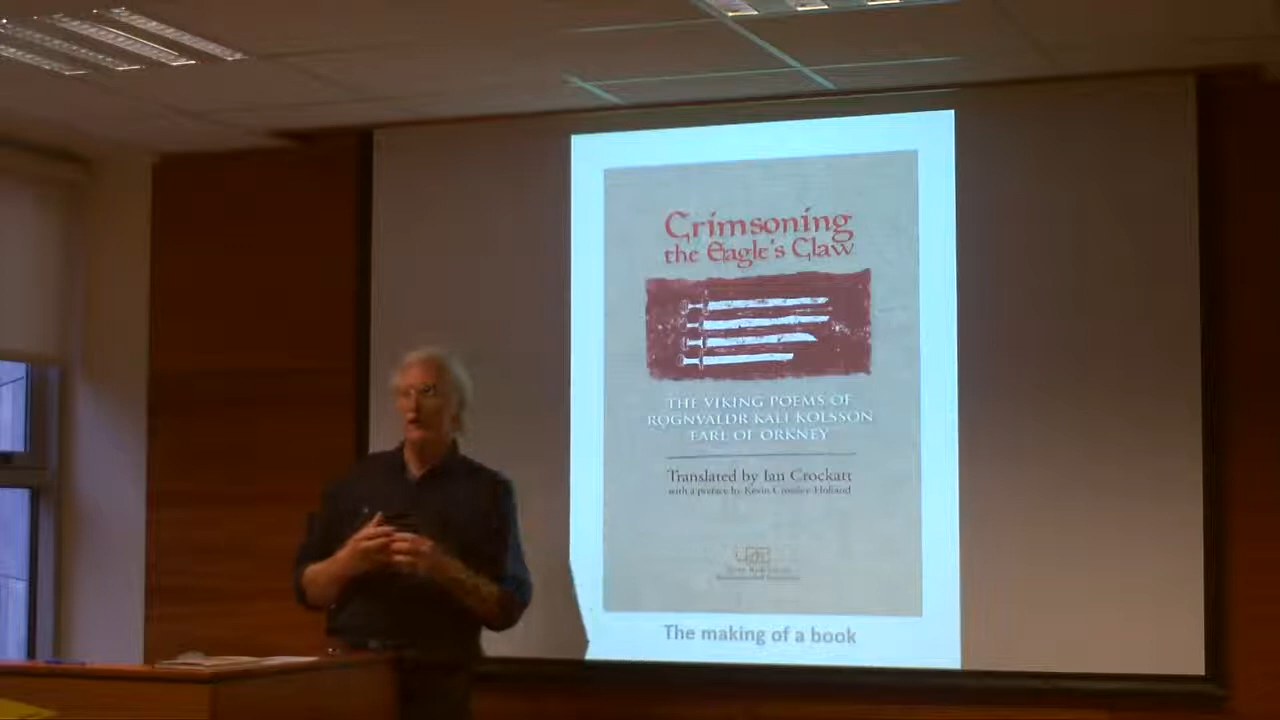 Crimsoning
the Eagle's Claw
THE VIKING POEMS OF
RǪGNVALDR KALI KOLSSON
EARL OF ORKNEY
Translated by Ian Crockatt
with a preface by Kevin Crossley-Holland
The making of a book